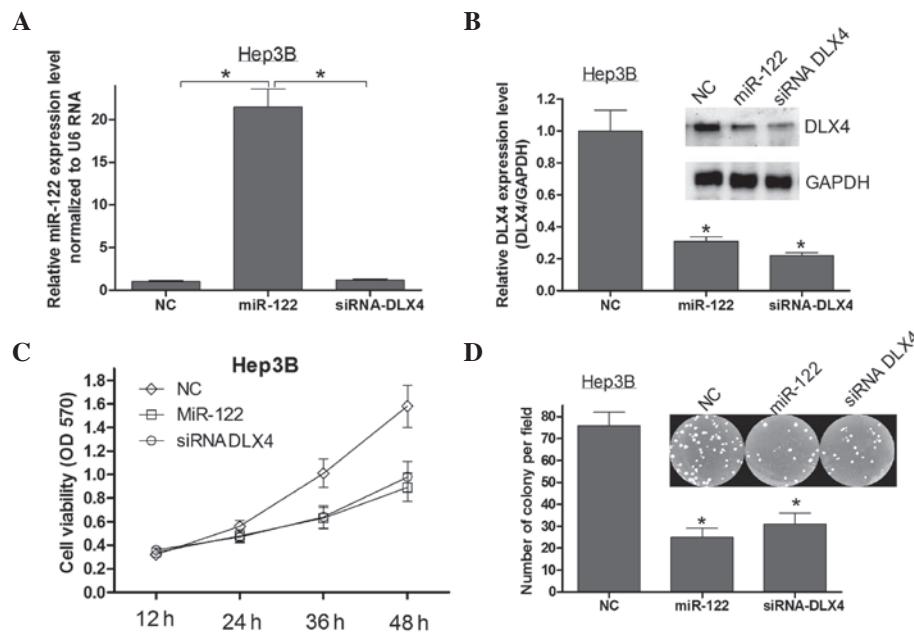 A
Hep3B
Relative miR-122 expression level
normalized to U6 RNA
20
10
0
*
*
NC
miR-122
siRNA-DLX4
B
Hep3B
NC
miR-122
siRNA DLX4
Relative DLX4 expression level
(DLX4/GAPDH)
1.2
1.0
0.8
0.6
0.4
0.2
0.0
DLX4
GAPDH
*
*
NC
miR-122
siRNA-DLX4
C
Hep3B
NC
MiR-122
siRNADLX4
Cell viability (OD 570)
1.8
1.6
1.4
1.2
1.0
0.8
0.6
0.4
0.2
0.0
12 h
24 h
36 h
48 h
D
Hep3B
NC
miR-122
siRNA DLX4
Number of colony per field
80
70
60
50
40
30
20
10
0
*
*
NC
miR-122
siRNA-DLX4